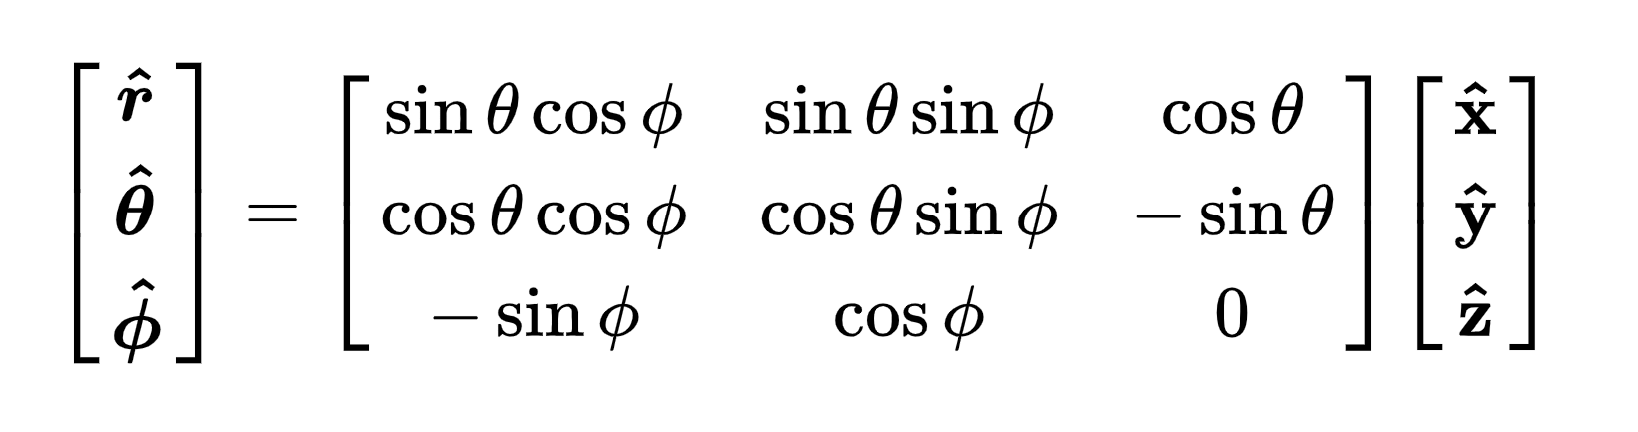 [r̂] = [sin θ cos ϕ  sin θ sin ϕ  cos θ] [x̂]
[θ̂]   [cos θ cos ϕ  cos θ sin ϕ  − sin θ] [ŷ]
[ϕ̂]   [− sin ϕ  cos ϕ  0] [ẑ]